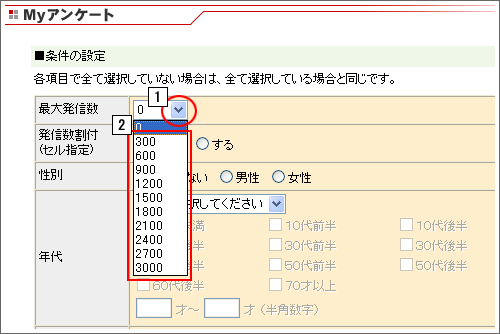 Myアンケート
■条件の設定
各項目で全て選択していない場合は、全て選択している場合と同じです。
最大発信数
0
1
2
0
300
600
900
1200
1500
1800
2100
2400
2700
3000
発信数割付
(セル指定)
する
性別
ない 男性 女性
年代
択してください
満 10代前半 10代後半
半 30代前半 30代後半
半 50代前半 50代後半
60代後半 70才以上
才～ 才 (半角数字)